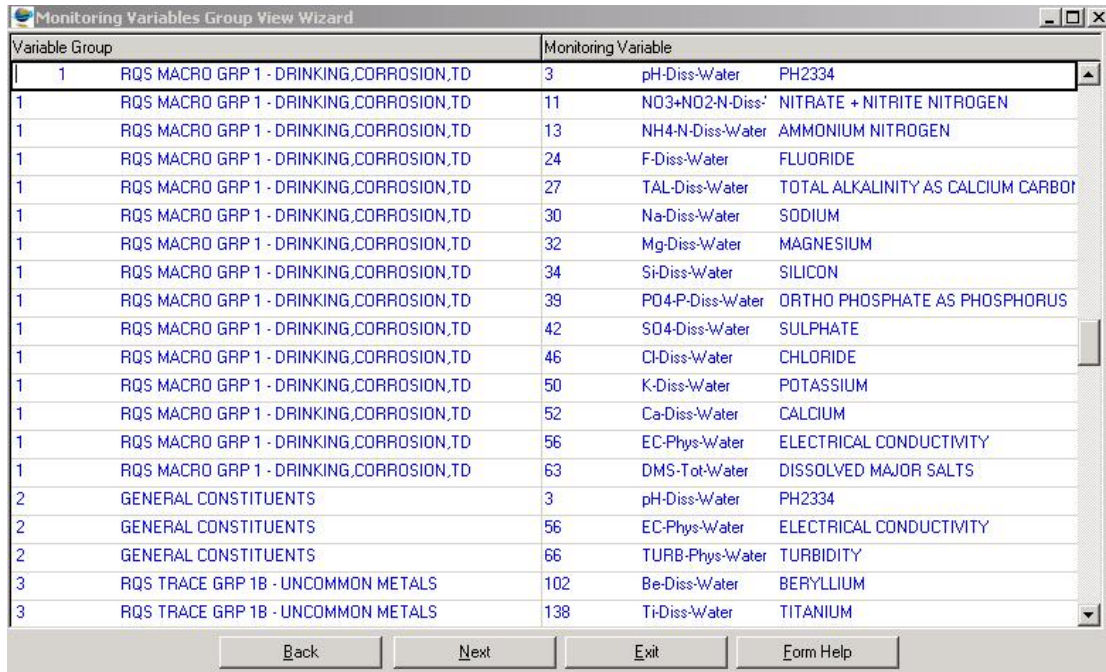 Monitoring Variables Group View Wizard
Variable Group Monitoring Variable
1 RQS MACRO GRP 1 - DRINKING,CORROSION,TD 3 pH-Diss-Water PH2334
1 RQS MACRO GRP 1 - DRINKING,CORROSION,TD 11 NO3+NO2-N-Diss-' NITRATE + NITRITE NITROGEN
1 RQS MACRO GRP 1 - DRINKING,CORROSION,TD 13 NH4-N-Diss-Water AMMONIUM NITROGEN
1 RQS MACRO GRP 1 - DRINKING,CORROSION,TD 24 F-Diss-Water FLUORIDE
1 RQS MACRO GRP 1 - DRINKING,CORROSION,TD 27 TAL-Diss-Water TOTAL ALKALINITY AS CALCIUM CARBON
1 RQS MACRO GRP 1 - DRINKING,CORROSION,TD 30 Na-Diss-Water SODIUM
1 RQS MACRO GRP 1 - DRINKING,CORROSION,TD 32 Mg-Diss-Water MAGNESIUM
1 RQS MACRO GRP 1 - DRINKING,CORROSION,TD 34 Si-Diss-Water SILICON
1 RQS MACRO GRP 1 - DRINKING,CORROSION,TD 39 PO4-P-Diss-Water ORTHO PHOSPHATE AS PHOSPHORUS
1 RQS MACRO GRP 1 - DRINKING,CORROSION,TD 42 SO4-Diss-Water SULPHATE
1 RQS MACRO GRP 1 - DRINKING,CORROSION,TD 46 Cl-Diss-Water CHLORIDE
1 RQS MACRO GRP 1 - DRINKING,CORROSION,TD 50 K-Diss-Water POTASSIUM
1 RQS MACRO GRP 1 - DRINKING,CORROSION,TD 52 Ca-Diss-Water CALCIUM
1 RQS MACRO GRP 1 - DRINKING,CORROSION,TD 56 EC-Phys-Water ELECTRICAL CONDUCTIVITY
1 RQS MACRO GRP 1 - DRINKING,CORROSION,TD 63 DMS-Tot-Water DISSOLVED MAJOR SALTS
2 GENERAL CONSTITUENTS 3 pH-Diss-Water PH2334
2 GENERAL CONSTITUENTS 56 EC-Phys-Water ELECTRICAL CONDUCTIVITY
2 GENERAL CONSTITUENTS 66 TURB-Phys-Water TURBIDITY
3 RQS TRACE GRP 1B - UNCOMMON METALS 102 Be-Diss-Water BERYLLIUM
3 RQS TRACE GRP 1B - UNCOMMON METALS 138 Ti-Diss-Water TITANIUM
Back Next Exit Form Help